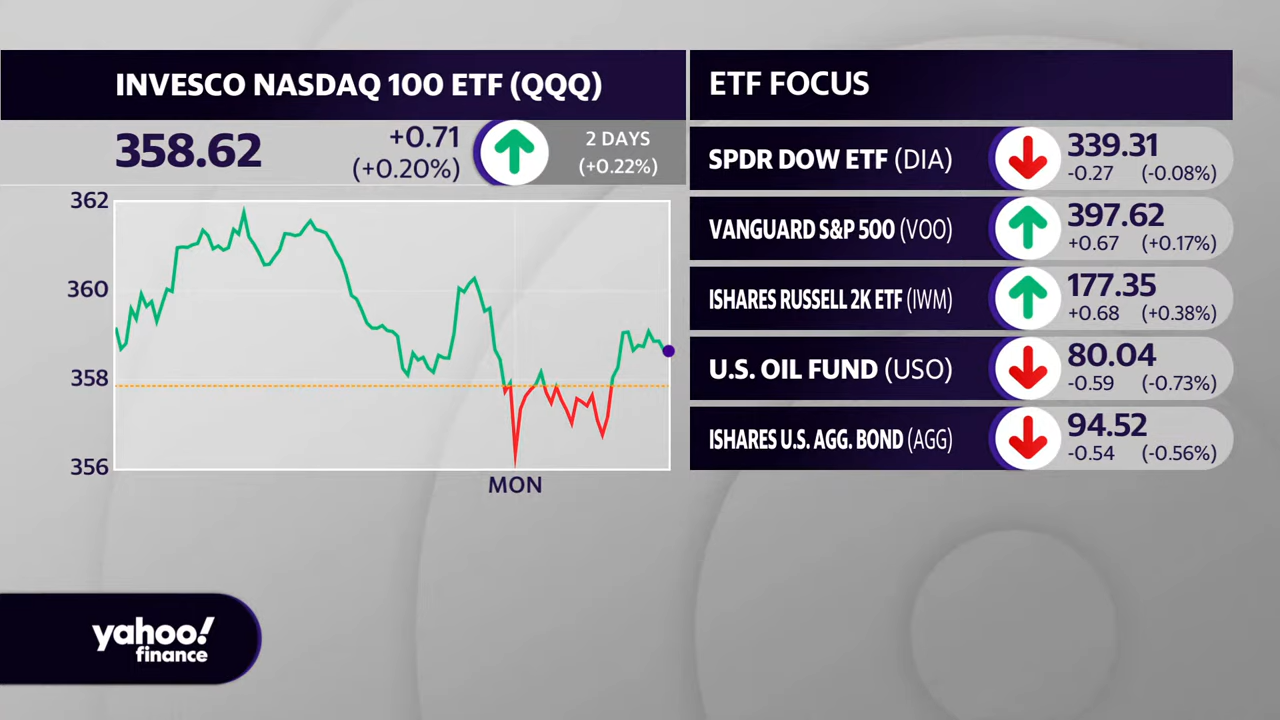 INVESCO NASDAQ 100 ETF (QQQ)
358.62
+0.71
(+0.20%)
2 DAYS
(+0.22%)
362
360
358
356
MON
ETF FOCUS
SPDR DOW ETF (DIA)
339.31
-0.27 (-0.08%)
VANGUARD S&P 500 (VOO)
397.62
+0.67 (+0.17%)
ISHARES RUSSELL 2K ETF (IWM)
177.35
+0.68 (+0.38%)
U.S. OIL FUND (USO)
80.04
-0.59 (-0.73%)
ISHARES U.S. AGG. BOND (AGG)
94.52
-0.54 (-0.56%)
yahoo!
finance